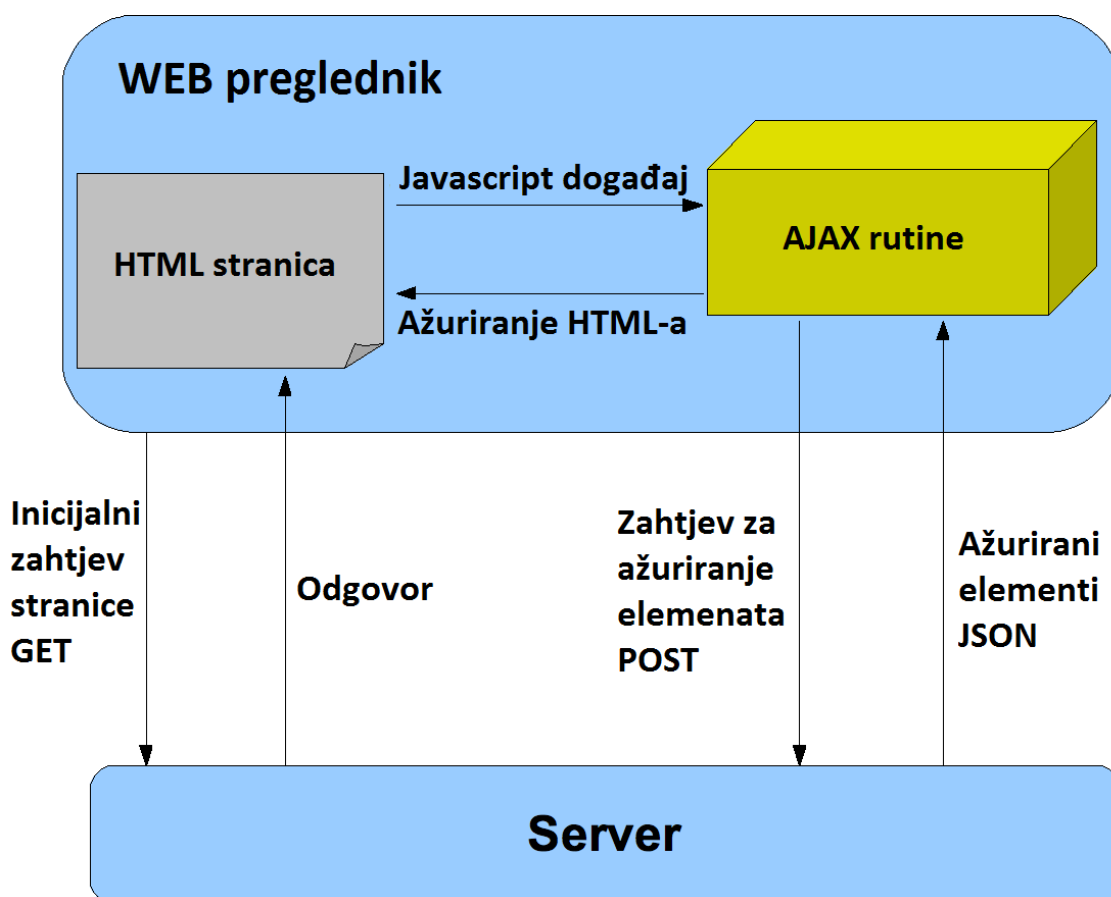 WEB preglednik
Javascript događaj
HTML stranica
AJAX rutine
Ažuriranje HTML-a
Inicijalni
zahtjev
stranice
GET
Odgovor
Zahtjev za
ažuriranje
elemenata
POST
Ažurirani
elementi
JSON
Server